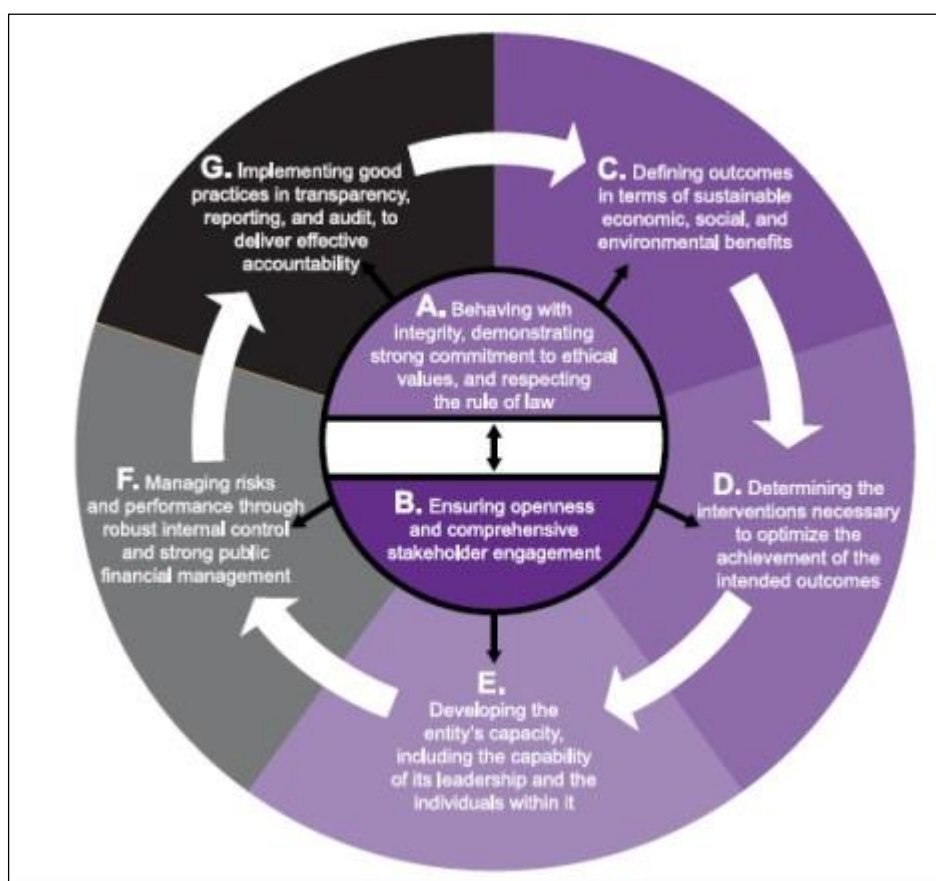 G. Implementing good
practices in transparency,
reporting, and audit, to
deliver effective
accountability
C. Defining outcomes
in terms of sustainable
economic, social, and
environmental benefits
A. Behaving with
integrity, demonstrating
strong commitment to ethical
values, and respecting
the rule of law
B. Ensuring openness
and comprehensive
stakeholder engagement
F. Managing risks
and performance through
robust internal control
and strong public
financial management
D. Determining the
interventions necessary
to optimize the
achievement of the
intended outcomes
E.
Developing the
entity's capacity,
including the capability
of its leadership and the
individuals within it